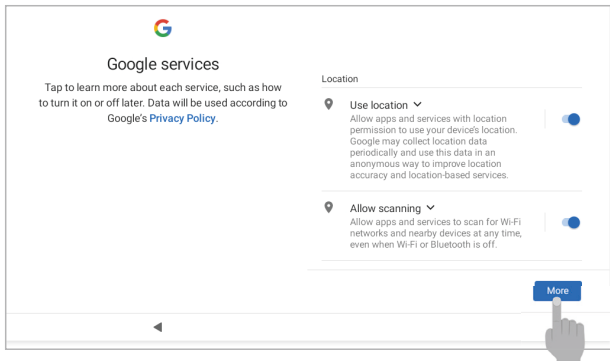 Google services
Tap to learn more about each service, such as how
to turn it on or off later. Data will be used according to
Google's Privacy Policy.
Location
Use location
Allow apps and services with location
permission to use your device's location.
Google may collect location data
periodically and use this data in an
anonymous way to improve location
accuracy and location-based services.
Allow scanning
Allow apps and services to scan for Wi-Fi
networks and nearby devices at any time,
even when Wi-Fi or Bluetooth is off.
More